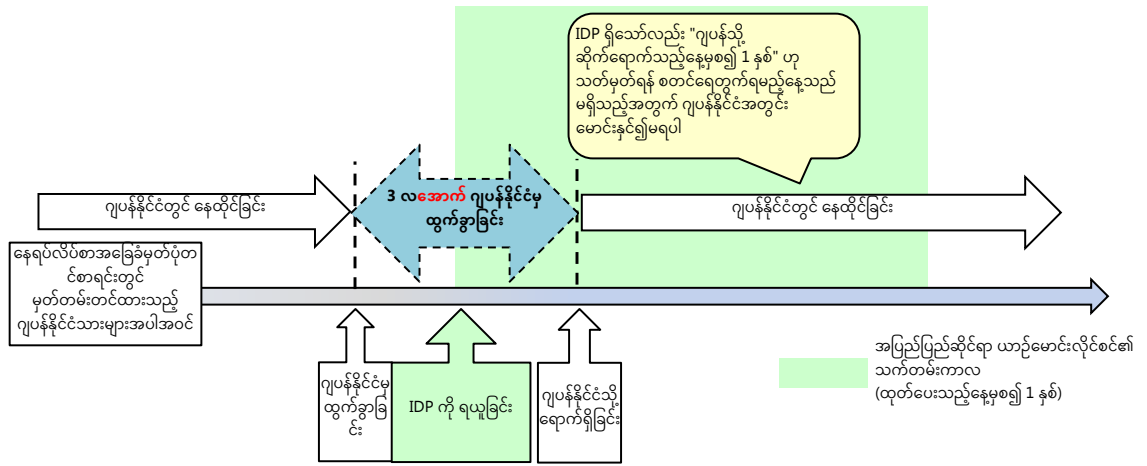 IDP ရှိသော်လည်း "ဂျပန်သို့
ဆိုက်ရောက်သည့်နေ့မှစ၍ 1 နှစ်" ဟု
သတ်မှတ်ရန် စတင်ရေတွက်ရမည့်နေ့သည်
မရှိသည့်အတွက် ဂျပန်နိုင်ငံအတွင်း
မောင်းနှင်၍မရပါ
ဂျပန်နိုင်ငံတွင် နေထိုင်ခြင်း
3 လအောက် ဂျပန်နိုင်ငံမှ
ထွက်ခွာခြင်း
ဂျပန်နိုင်ငံတွင် နေထိုင်ခြင်း
နေရပ်လိပ်စာအခြေခံမှတ်ပုံတ
င်စာရင်းတွင်
မှတ်တမ်းတင်ထားသည့်
ဂျပန်နိုင်ငံသားများအပါအဝင်
ဂျပန်နိုင်ငံမှ
ထွက်ခွာခြ
င်း
IDP ကို ရယူခြင်း
ဂျပန်နိုင်ငံသို့
ရောက်ရှိခြင်း
အပြည်ပြည်ဆိုင်ရာ ယာဉ်မောင်းလိုင်စင်၏
သက်တမ်းကာလ
(ထုတ်ပေးသည့်နေ့မှစ၍ 1 နှစ်)